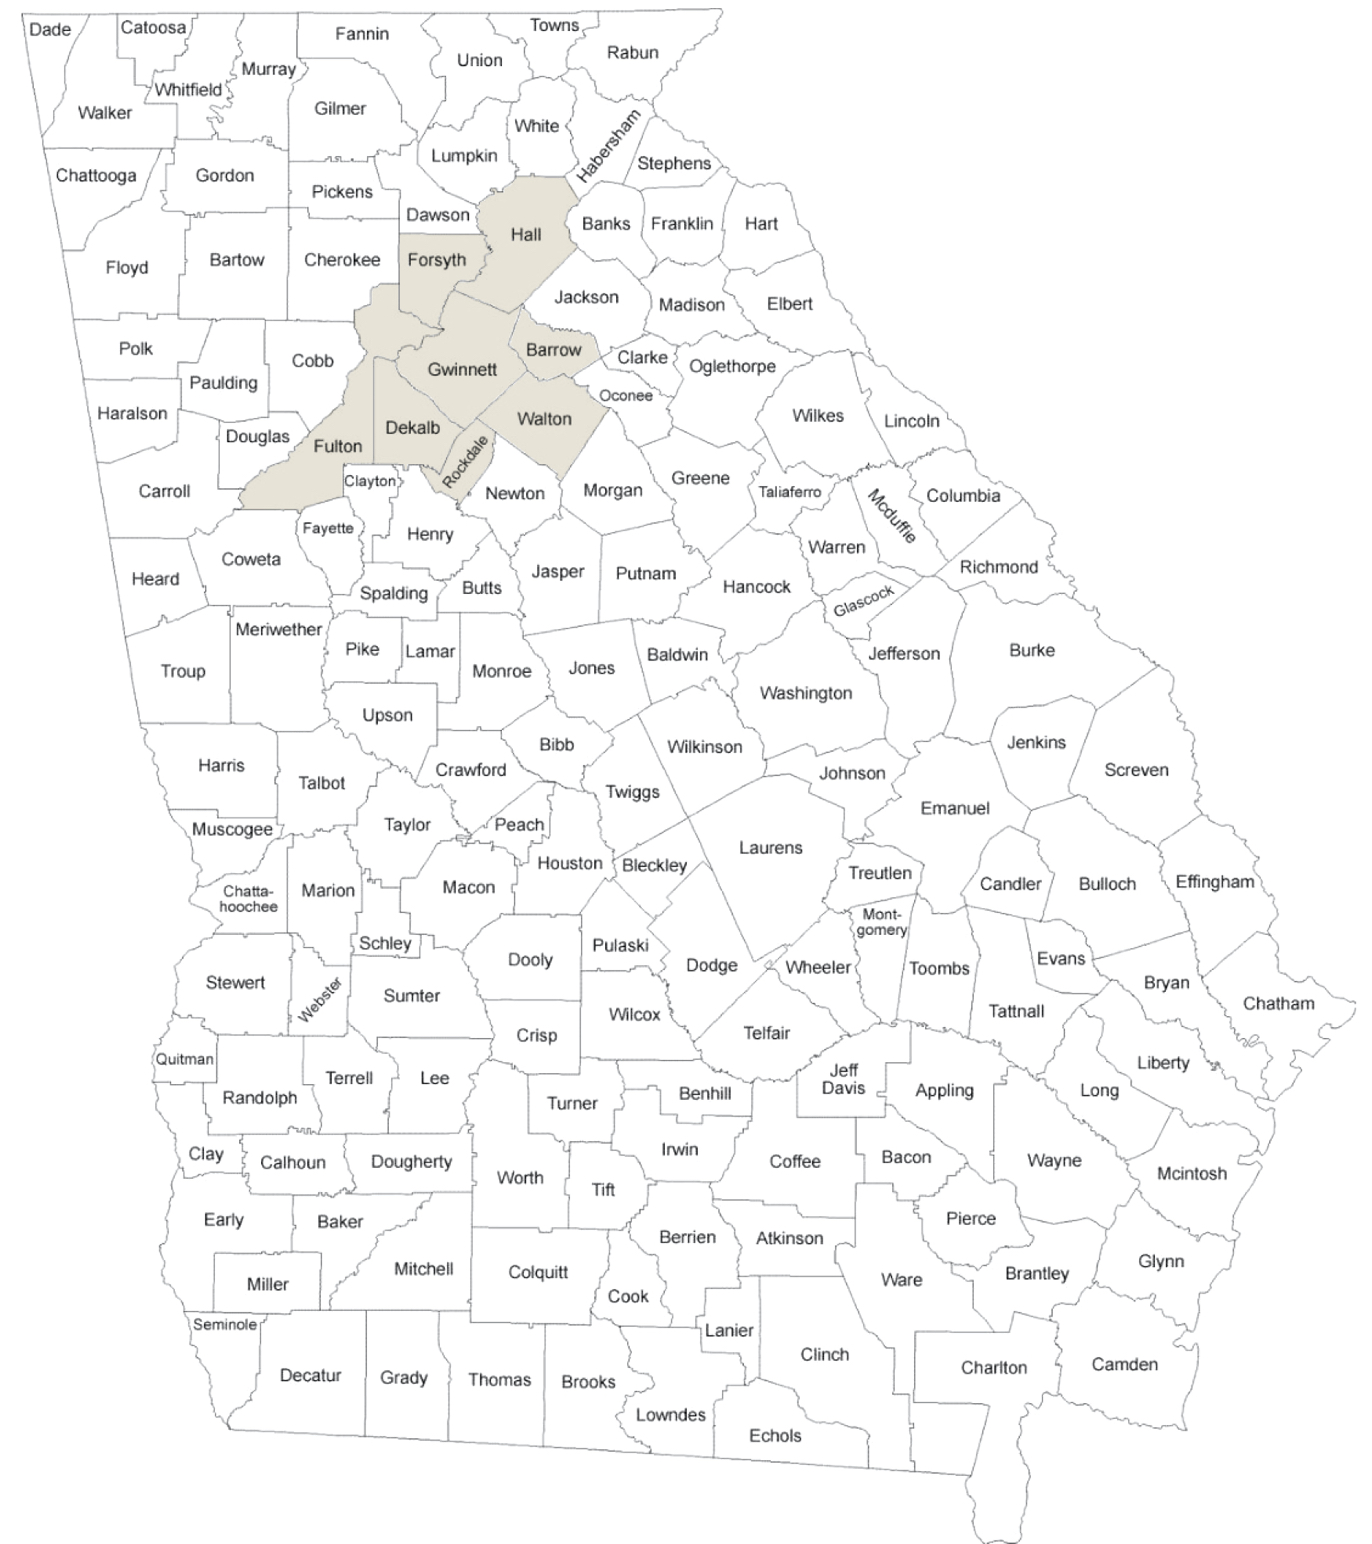 Dade
Catoosa
Fannin
Towns
Union
Rabun
Murray
Whitfield
Walker
Gilmer
White
Habersham
Lumpkin
Stephens
Chattooga
Gordon
Pickens
Dawson
Hall
Banks
Franklin
Hart
Floyd
Bartow
Cherokee
Forsyth
Jackson
Madison
Elbert
Polk
Paulding
Cobb
Gwinnett
Barrow
Clarke
Oglethorpe
Oconee
Haralson
Douglas
Fulton
Dekalb
Walton
Wilkes
Lincoln
Rockdale
Carroll
Clayton
Newton
Morgan
Greene
Taliaferro
Mcduffie
Columbia
Fayette
Henry
Coweta
Warren
Richmond
Heard
Spalding
Butts
Jasper
Putnam
Hancock
Glascock
Meriwether
Pike
Lamar
Monroe
Jones
Baldwin
Jefferson
Burke
Troup
Washington
Upson
Bibb
Wilkinson
Jenkins
Harris
Talbot
Crawford
Twiggs
Johnson
Screven
Emanuel
Muscogee
Taylor
Peach
Houston
Bleckley
Laurens
Treutlen
Candler
Bulloch
Effingham
Chatta-
hoochee
Marion
Macon
Mont-
gomery
Schley
Dooly
Pulaski
Dodge
Wheeler
Toombs
Evans
Bryan
Stewert
Webster
Sumter
Tattnall
Chatham
Crisp
Wilcox
Telfair
Quitman
Liberty
Randolph
Terrell
Lee
Turner
Benhill
Jeff
Davis
Appling
Long
Clay
Calhoun
Dougherty
Worth
Tift
Irwin
Coffee
Bacon
Wayne
Mcintosh
Early
Baker
Berrien
Atkinson
Pierce
Miller
Mitchell
Colquitt
Cook
Ware
Brantley
Glynn
Seminole
Lanier
Decatur
Grady
Thomas
Brooks
Clinch
Charlton
Camden
Lowndes
Echols